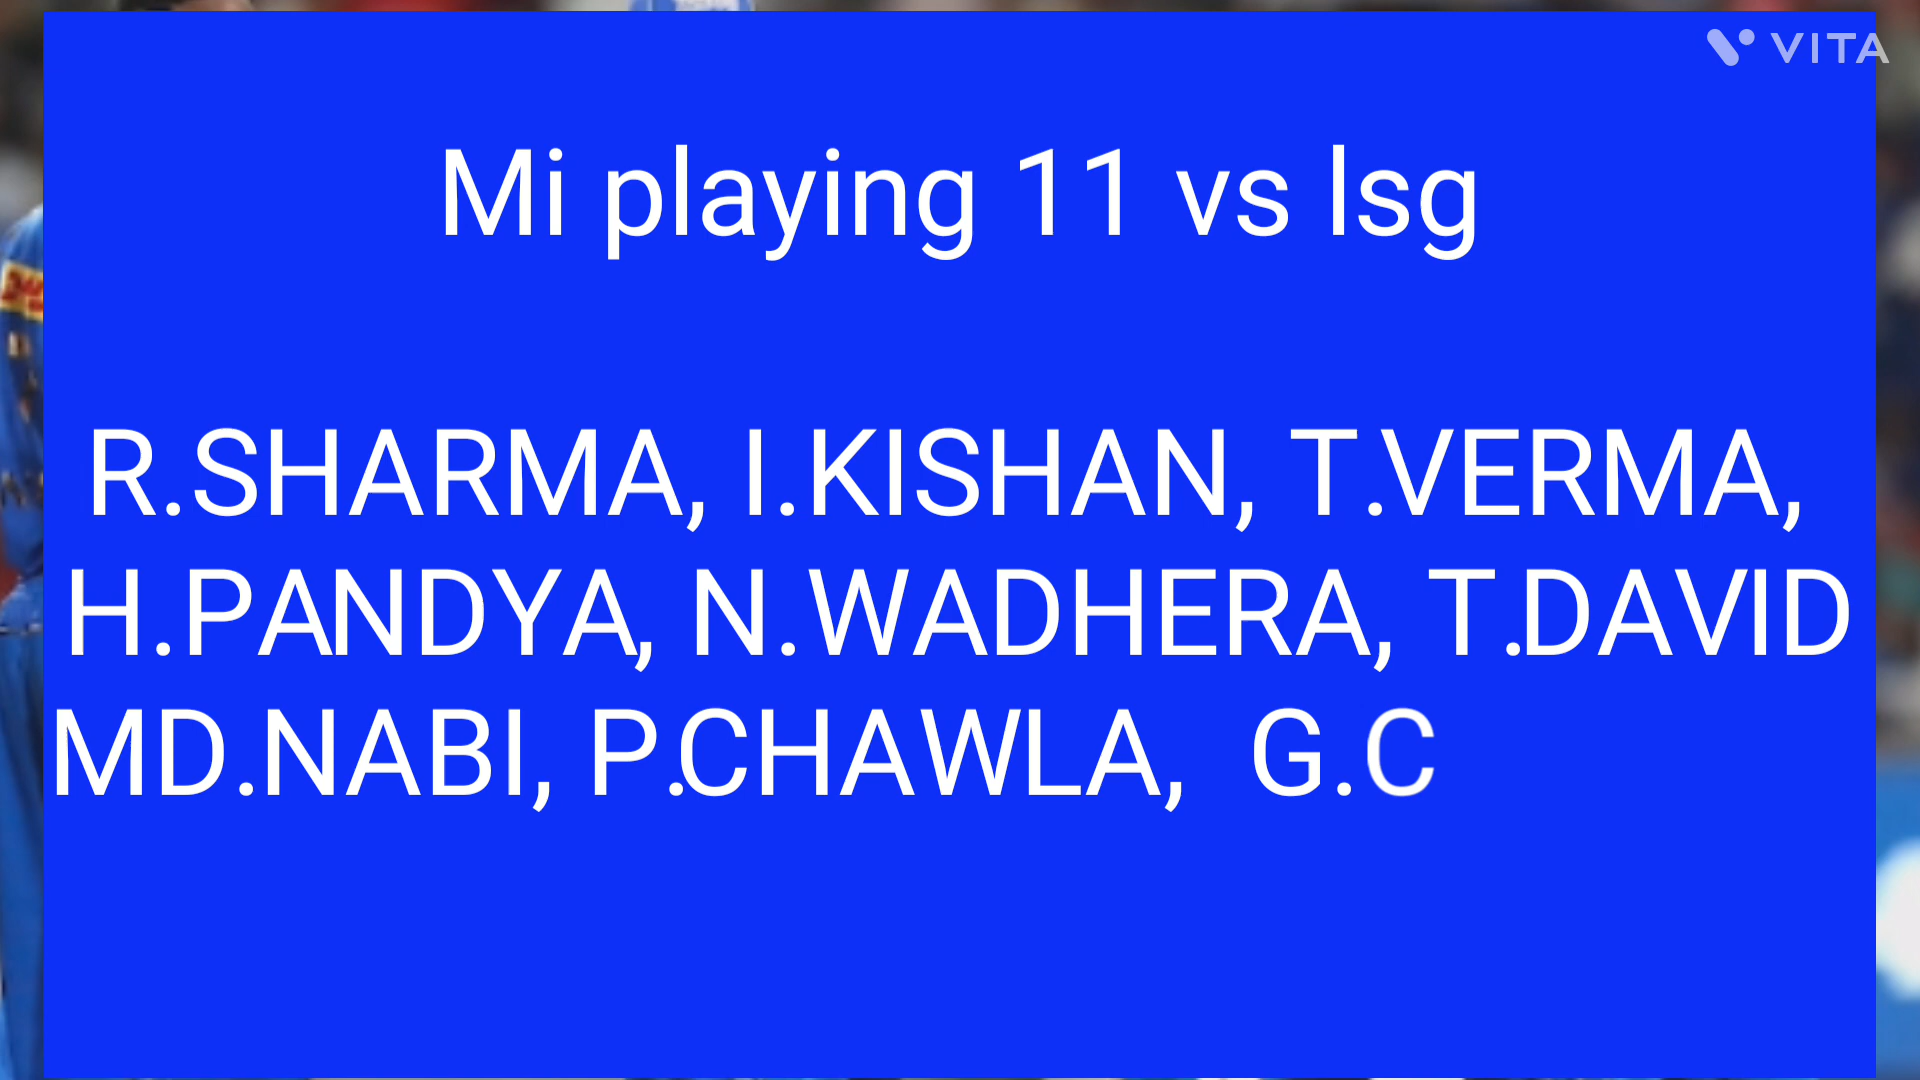 VITA
Mi playing 11 vs lsg
R.SHARMA, I.KISHAN, T.VERMA,
H.PANDYA, N.WADHERA, T.DAVID
MD.NABI, P.CHAWLA, G.C